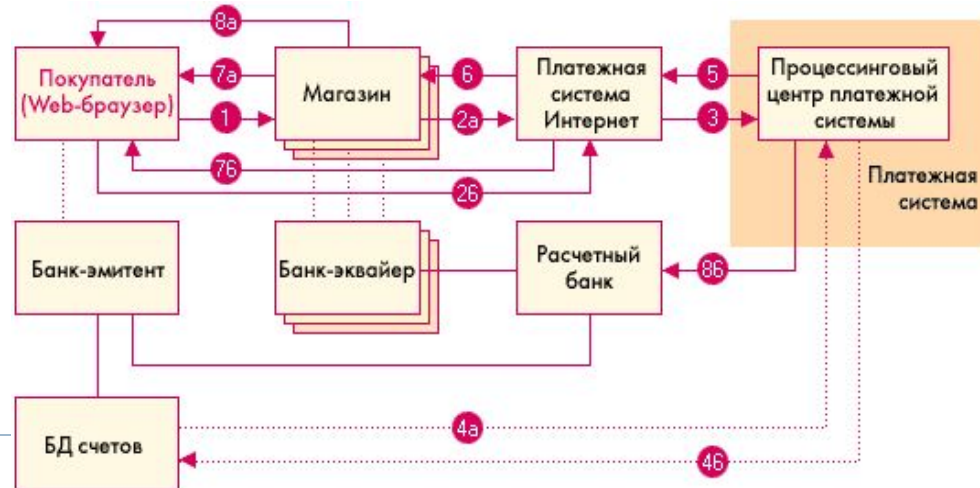 8а
Покупатель
(Web-браузер)
7а
1
Магазин
6
2а
Платежная
система
Интернет
5
3
Процессинговый
центр платежной
системы
7б
2б
Платежная
система
Банк-эмитент
Банк-эквайер
Расчетный
банк
8б
БД счетов
4а
4б